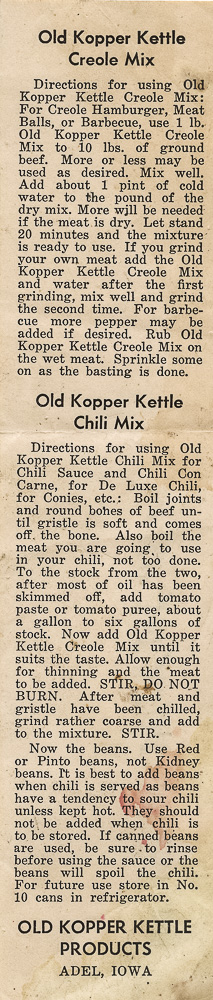 Old Kopper Kettle
Creole Mix
Directions for using Old
Kopper Kettle Creole Mix:
For Creole Hamburger, Meat
Balls, or Barbecue, use 1 lb.
Old Kopper Kettle Creole
Mix to 10 lbs. of ground
beef. More or less may be
used as desired. Mix well.
Add about 1 pint of cold
water to the pound of the
dry mix. More will be needed
if the meat is dry. Let stand
20 minutes and the mixture
is ready to use. If you grind
your own meat add the Old
Kopper Kettle Creole Mix
and water after the first
grinding, mix well and grind
the second time. For barbe-
cue more pepper may be
added if desired. Rub Old
Kopper Kettle Creole Mix on
the wet meat. Sprinkle some
on as the basting is done.
Old Kopper Kettle
Chili Mix
Directions for using Old
Kopper Kettle Chili Mix for
Chili Sauce and Chili Con
Carne, for De Luxe Chili,
for Conies, etc.: Boil joints
and round bones of beef un-
til gristle is soft and comes
off the bone. Also boil the
meat you are going to use
in your chili, not too done.
To the stock from the two,
after most of oil has been
skimmed off, add tomato
paste or tomato puree, about
a gallon to six gallons of
stock. Now add Old Kopper
Kettle Creole Mix until it
suits the taste. Allow enough
for thinning and the meat
to be added. STIR, DO NOT
BURN. After meat and
gristle have been chilled,
grind rather coarse and add
to the mixture. STIR.
Now the beans. Use Red
or Pinto beans, not Kidney
beans. It is best to add beans
when chili is served as beans
have a tendency to sour chili
unless kept hot. They should
not be added when chili is
to be stored. If canned beans
are used, be sure to rinse
before using the sauce or the
beans will spoil the chili.
For future use store in No.
10 cans in refrigerator.
OLD KOPPER KETTLE
PRODUCTS
ADEL, IOWA